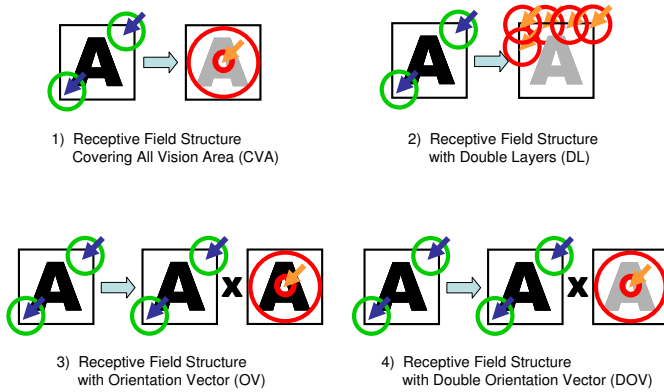 A
A
1) Receptive Field Structure
Covering All Vision Area (CVA)
A
A
2) Receptive Field Structure
with Double Layers (DL)
A
A
x
A
3) Receptive Field Structure
with Orientation Vector (OV)
A
A
x
A
4) Receptive Field Structure
with Double Orientation Vector (DOV)